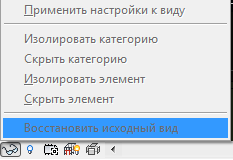 Применить настройки к виду
Изолировать категорию
Скрыть категорию
Изолировать элемент
Скрыть элемент
Восстановить исходный вид